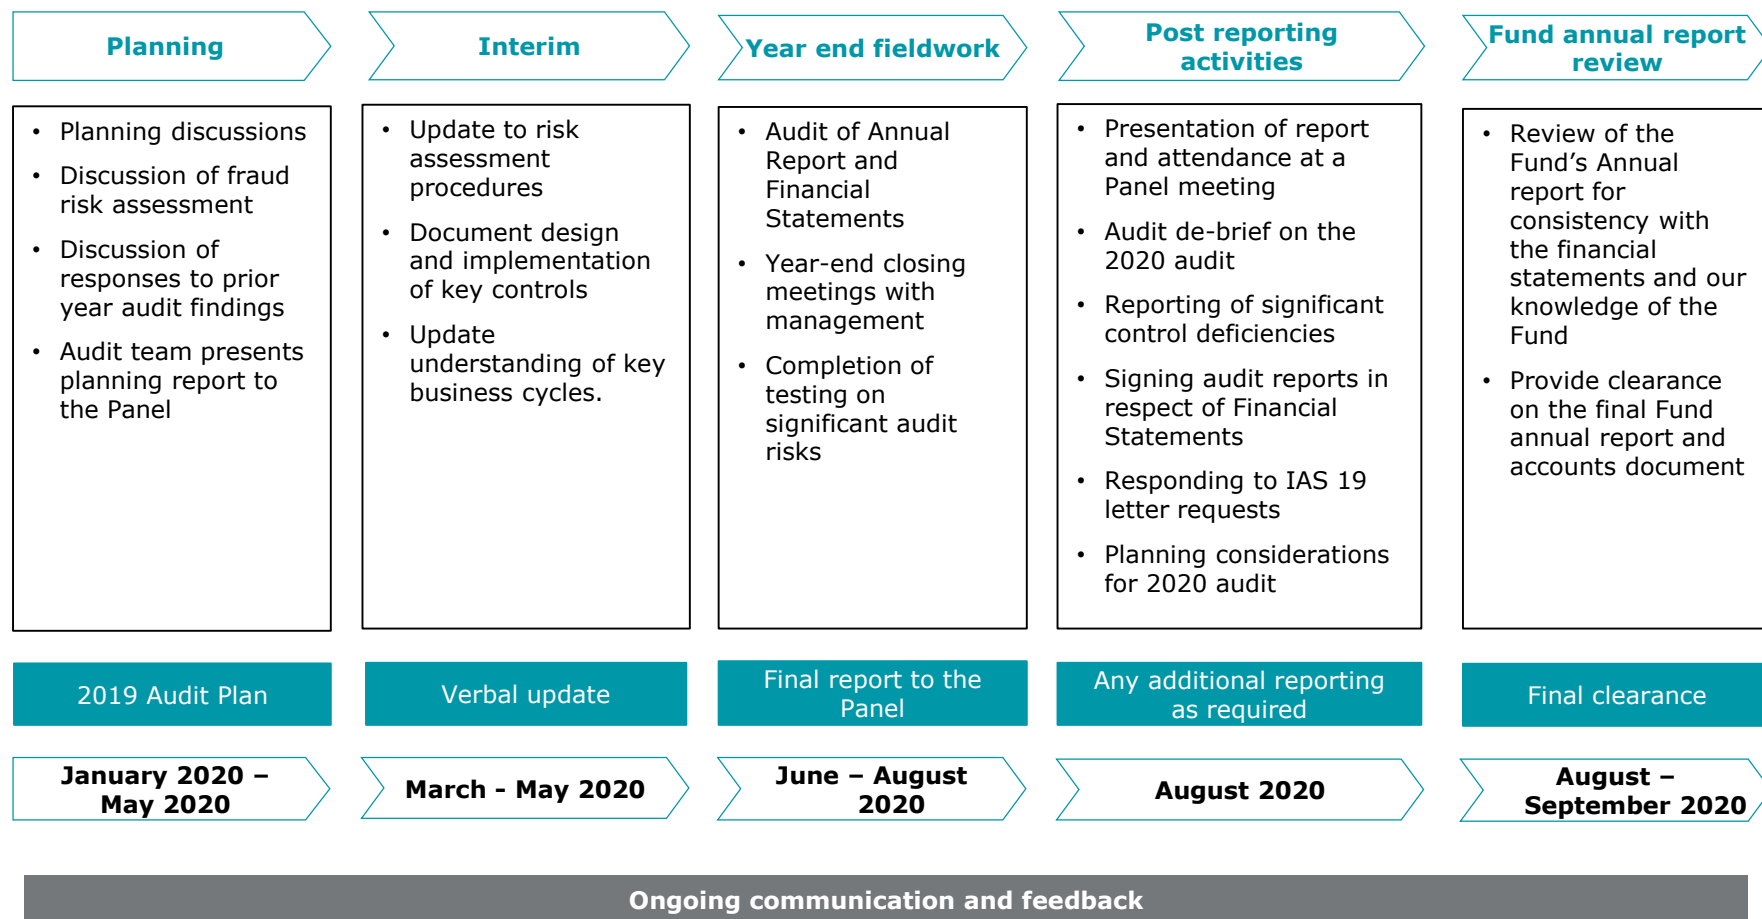 Planning
Interim
Year end fieldwork
Post reporting
activities
Fund annual report
review
• Planning discussions
• Discussion of fraud
risk assessment
• Discussion of
responses to prior
year audit findings
• Audit team presents
planning report to
the Panel
• Update to risk
assessment
procedures
• Document design
and implementation
of key controls
• Update
understanding of key
business cycles.
• Audit of Annual
Report and
Financial
Statements
• Year-end closing
meetings with
management
• Completion of
testing on
significant audit
risks
• Presentation of report
and attendance at a
Panel meeting
• Audit de-brief on the
2020 audit
• Reporting of significant
control deficiencies
• Signing audit reports in
respect of Financial
Statements
• Responding to IAS 19
letter requests
• Planning considerations
for 2020 audit
• Review of the
Fund’s Annual
report for
consistency with
the financial
statements and our
knowledge of the
Fund
• Provide clearance
on the final Fund
annual report and
accounts document
2019 Audit Plan
Verbal update
Final report to the
Panel
Any additional reporting
as required
Final clearance
January 2020 –
May 2020
March - May 2020
June – August
2020
August 2020
August –
September 2020
Ongoing communication and feedback